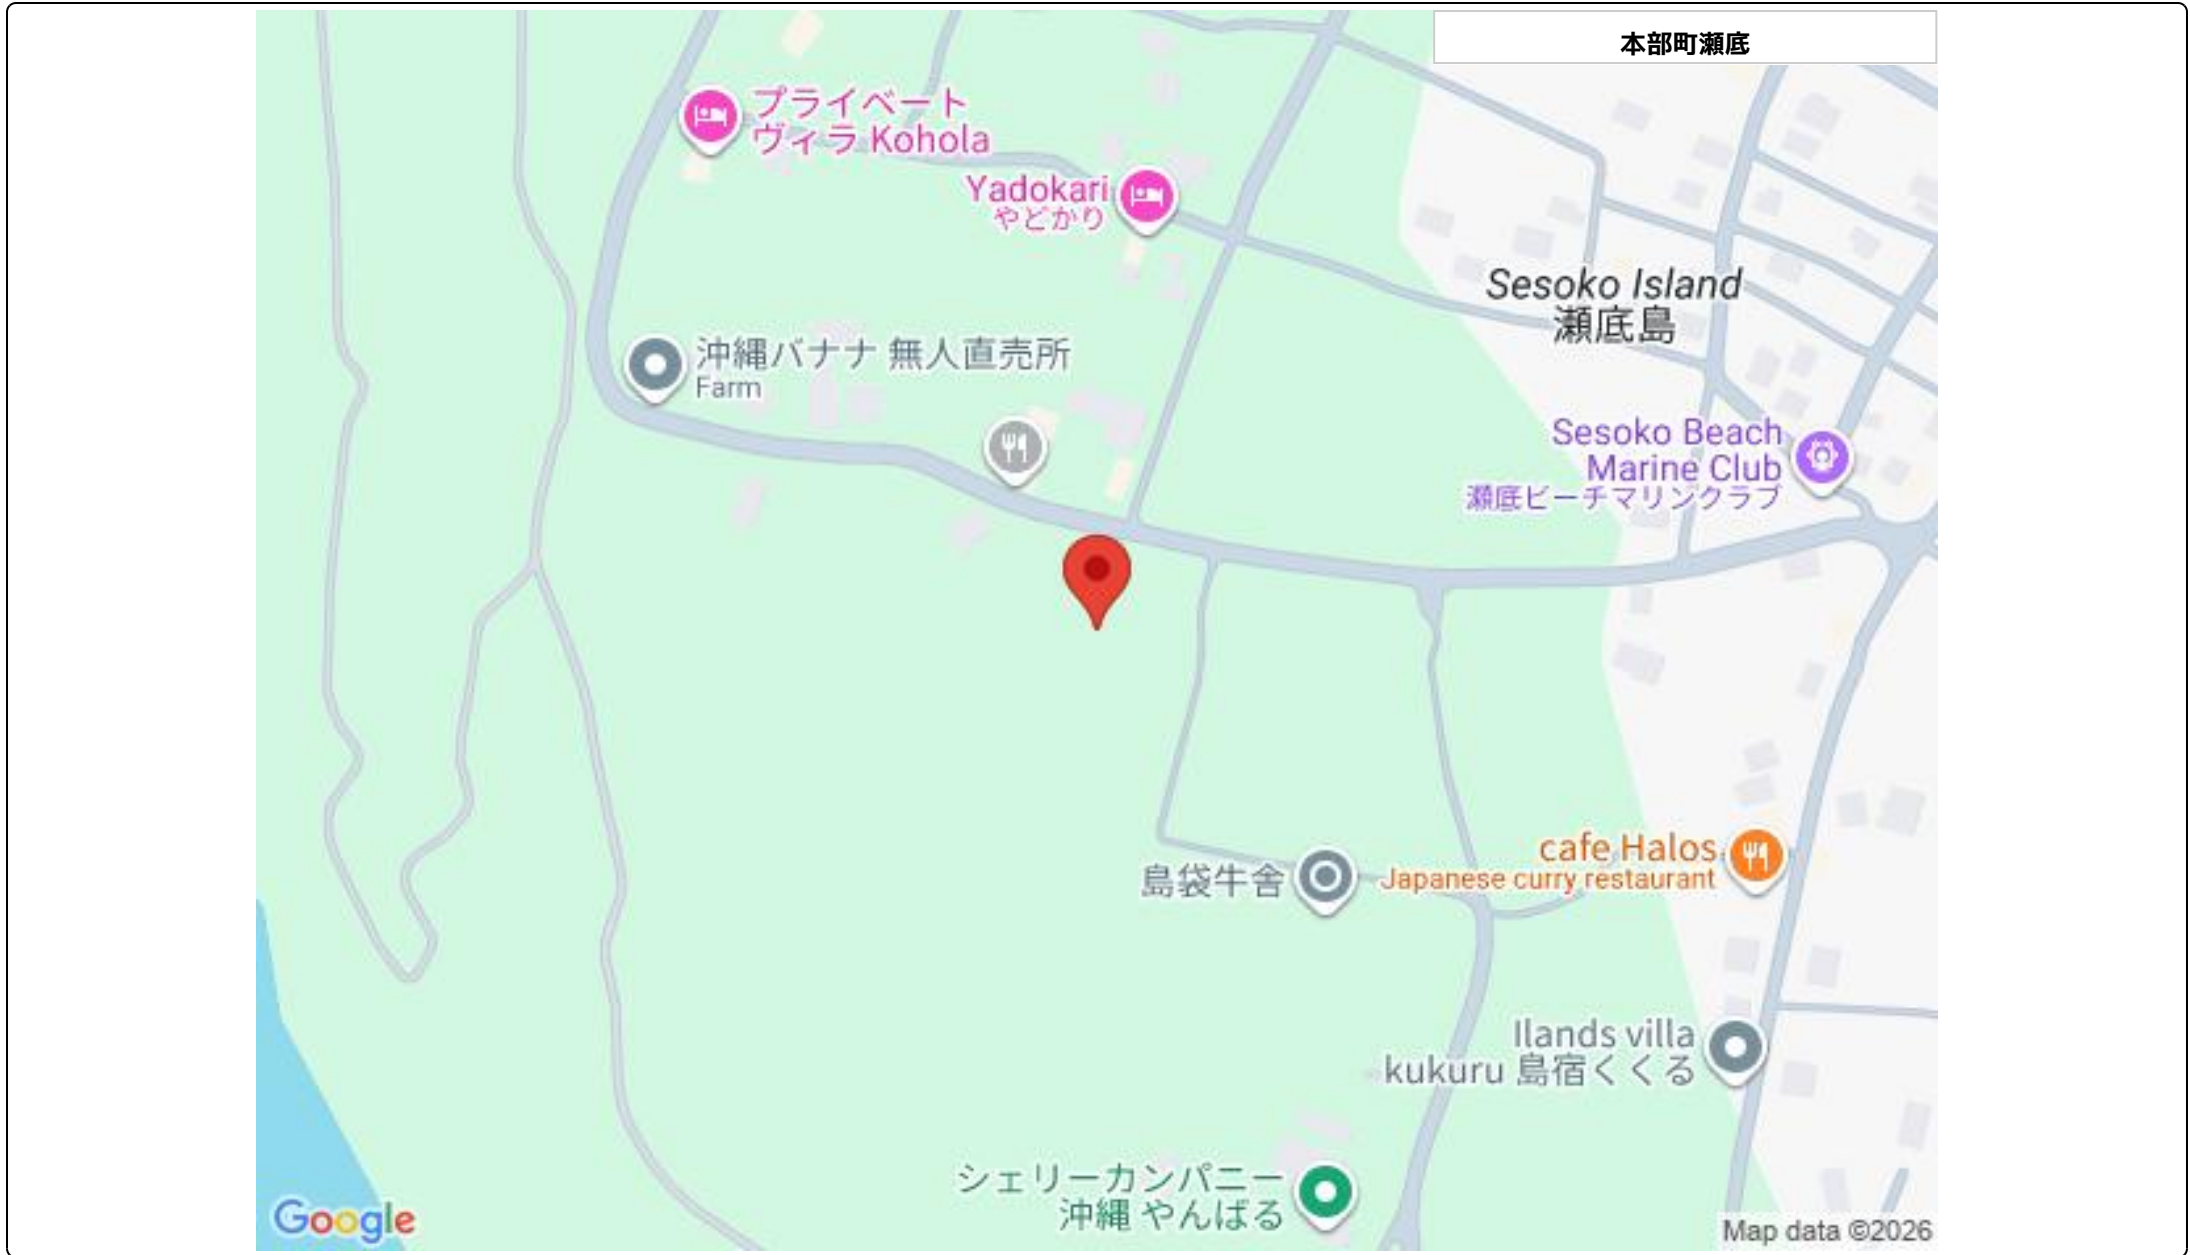 本部町瀬底
プライベート
ヴィラ Kohola
Yadokari
やどかり
Sesoko Island
瀬底島
沖縄バナナ 無人直売所
Farm
Sesoko Beach
Marine Club
瀬底ビーチマリンクラブ
cafe Halos
Japanese curry restaurant
島袋牛舎
Ilands villa
kukuru 島宿くくる
シェリーカンパニー
沖縄 やんばる
Google
Map data ©2026